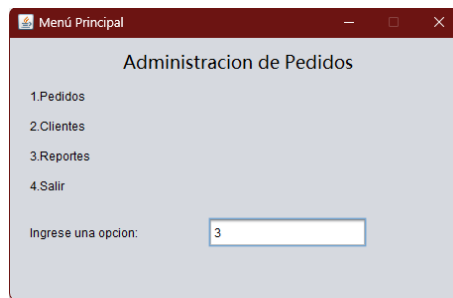 Menú Principal
Administracion de Pedidos
1.Pedidos
2.Clientes
3.Reportes
4.Salir
Ingrese una opcion: 3